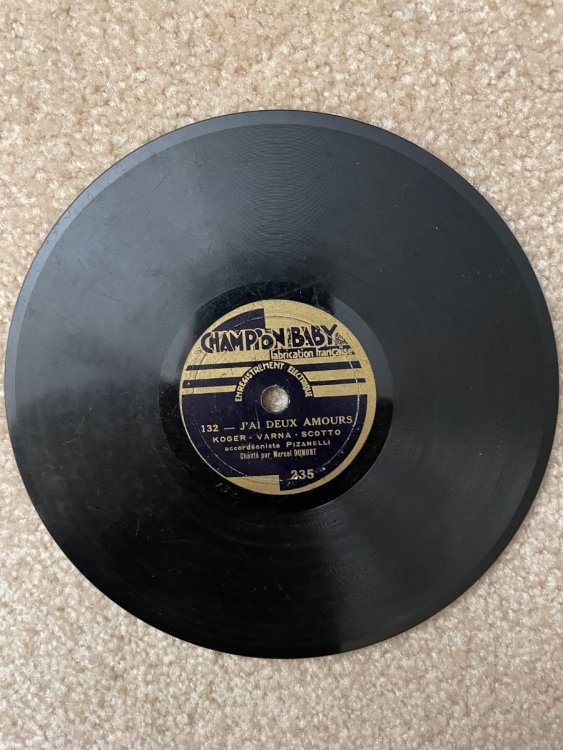 CHAMPION BABY
fabrication française
ENREGISTREMENT ELECTRIQUE
132 — J'AI DEUX AMOURS
KOGER - VARNA - SCOTTO
accordéoniste PIZANELLI
Chanté par Marcel DUMONT
235